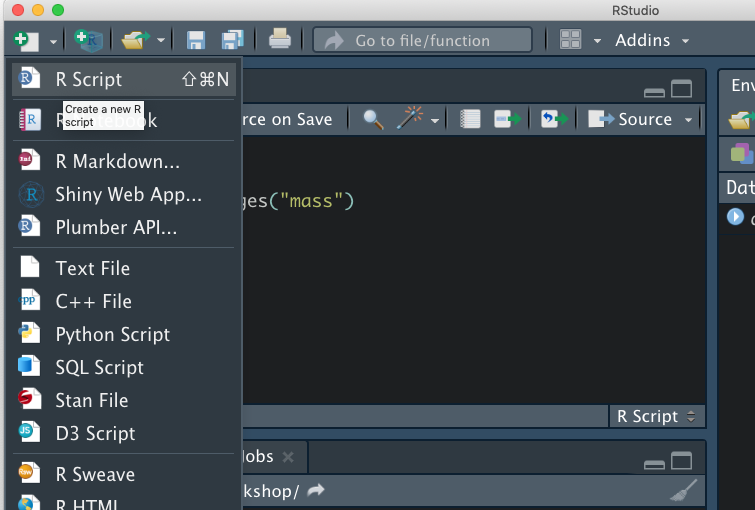 RStudio
Go to file/function
Addins
R Script ⇧⌘N
Create a new R
script
R Notebook
rce on Save
Source
R Markdown...
Shiny Web App...
Plumber API...
ges("mass")
Text File
C++ File
Python Script
SQL Script
Stan File
D3 Script
R Sweave
R HTML
R Script
Jobs
kshop/
Env
Dat